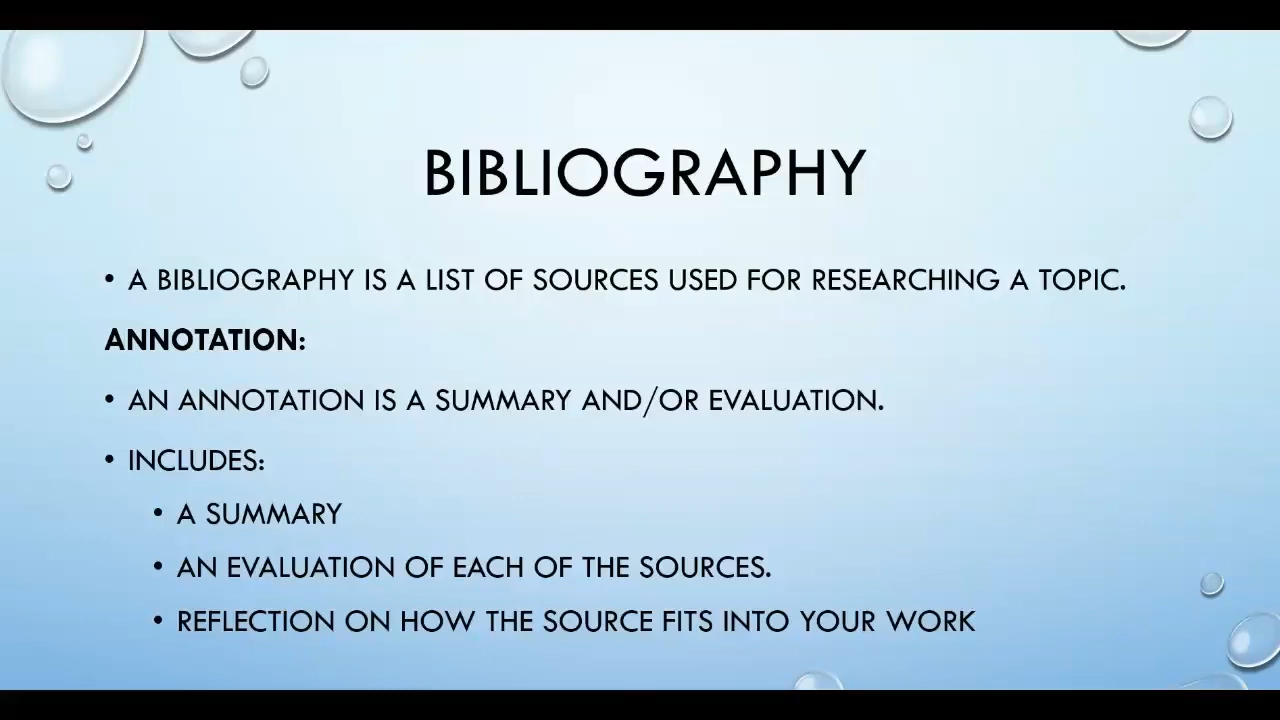 BIBLIOGRAPHY
• A BIBLIOGRAPHY IS A LIST OF SOURCES USED FOR RESEARCHING A TOPIC.
ANNOTATION:
• AN ANNOTATION IS A SUMMARY AND/OR EVALUATION.
• INCLUDES:
• A SUMMARY
• AN EVALUATION OF EACH OF THE SOURCES.
• REFLECTION ON HOW THE SOURCE FITS INTO YOUR WORK